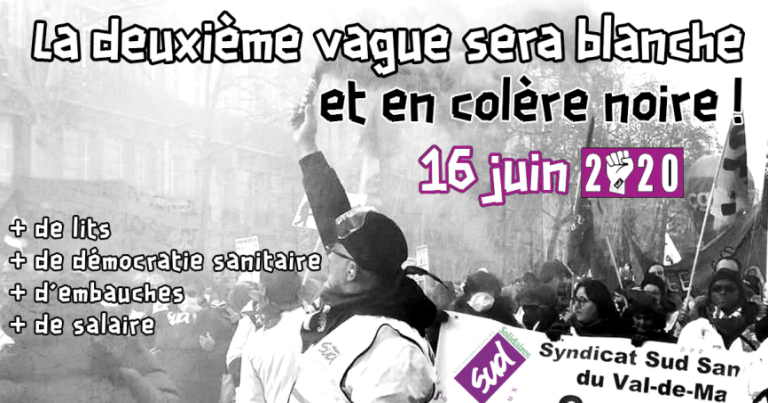 La deuxième vague sera blanche
et en colère noire !
16 juin 2020
+ de lits
+ de démocratie sanitaire
+ d'embauches
+ de salaire
Solidaires
Sud
Syndicat Sud San
du Val-de-Ma